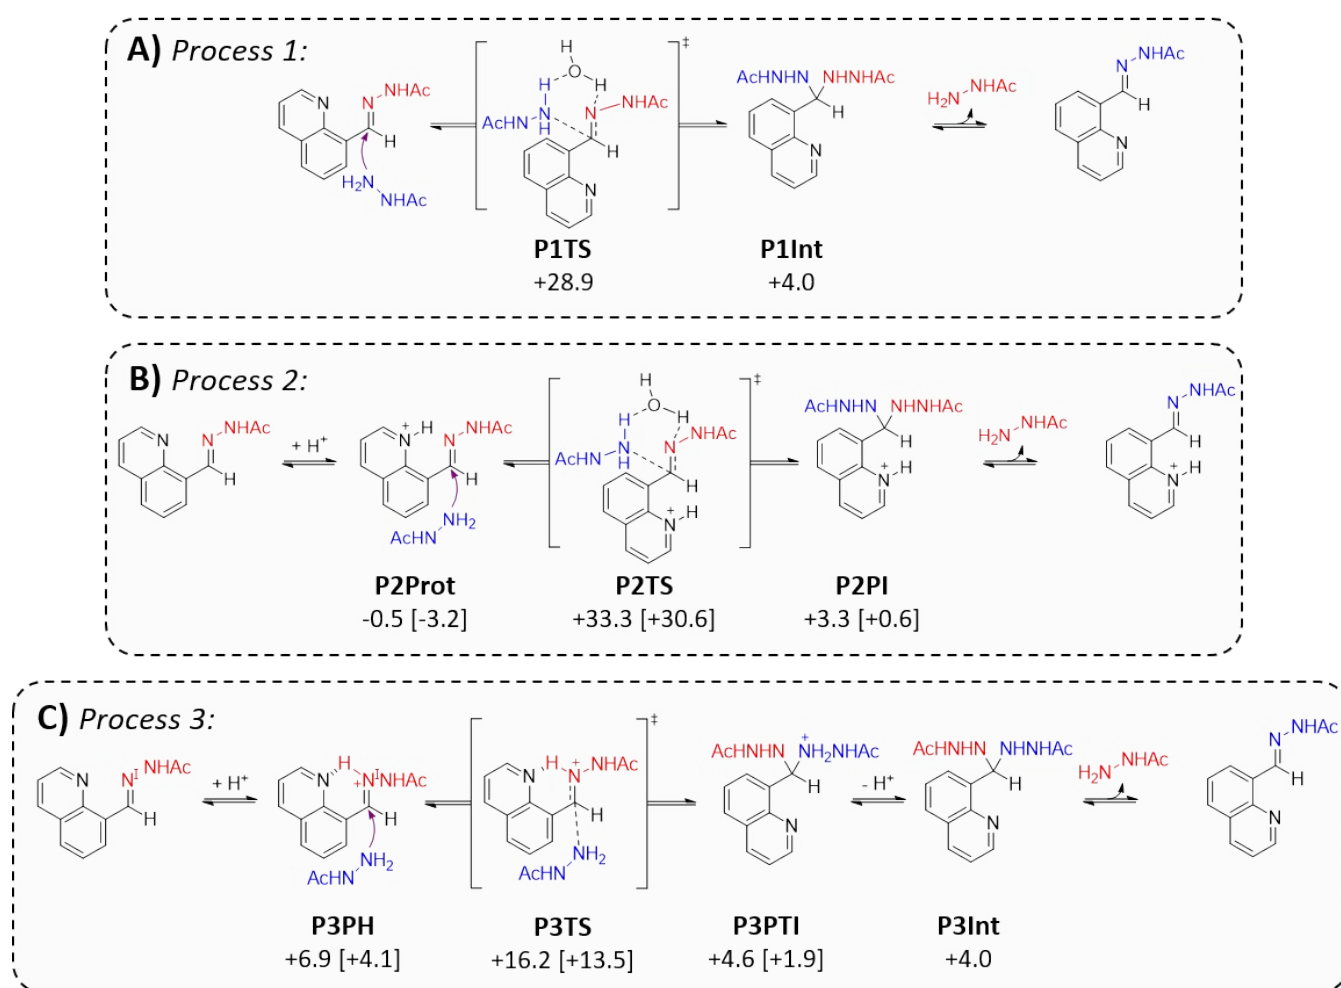 A) Process 1:
N
N
NHAc
H
H2N
NHAc
H
O
H
H
AcHN
N
H
N
NHAc
H
N
‡
AcHNHN
NHNHAc
H
N
H2N
NHAc
N
NHAc
H
N
P1TS
P1Int
+28.9
+4.0
B) Process 2:
N
N
NHAc
H
+ H+
N
+
H
N
NHAc
H
NH2
AcHN
H
O
H
H
AcHN
N
H
N
NHAc
H
N
+
H
‡
AcHNHN
NHNHAc
H
N
+
H
H2N
NHAc
N
NHAc
H
N
+
H
P2Prot
P2TS
P2PI
-0.5 [-3.2]
+33.3 [+30.6]
+3.3 [+0.6]
C) Process 3:
N
N
NHAc
H
+ H+
N
H
+
N
NHAc
H
NH2
AcHN
N
H
N
+
NHAc
H
NH2
AcHN
‡
AcHNHN
+
NH2NHAc
H
N
- H+
AcHNHN
NHNHAc
H
N
H2N
NHAc
N
NHAc
H
N
P3PH
P3TS
P3PTI
P3Int
+6.9 [+4.1]
+16.2 [+13.5]
+4.6 [+1.9]
+4.0